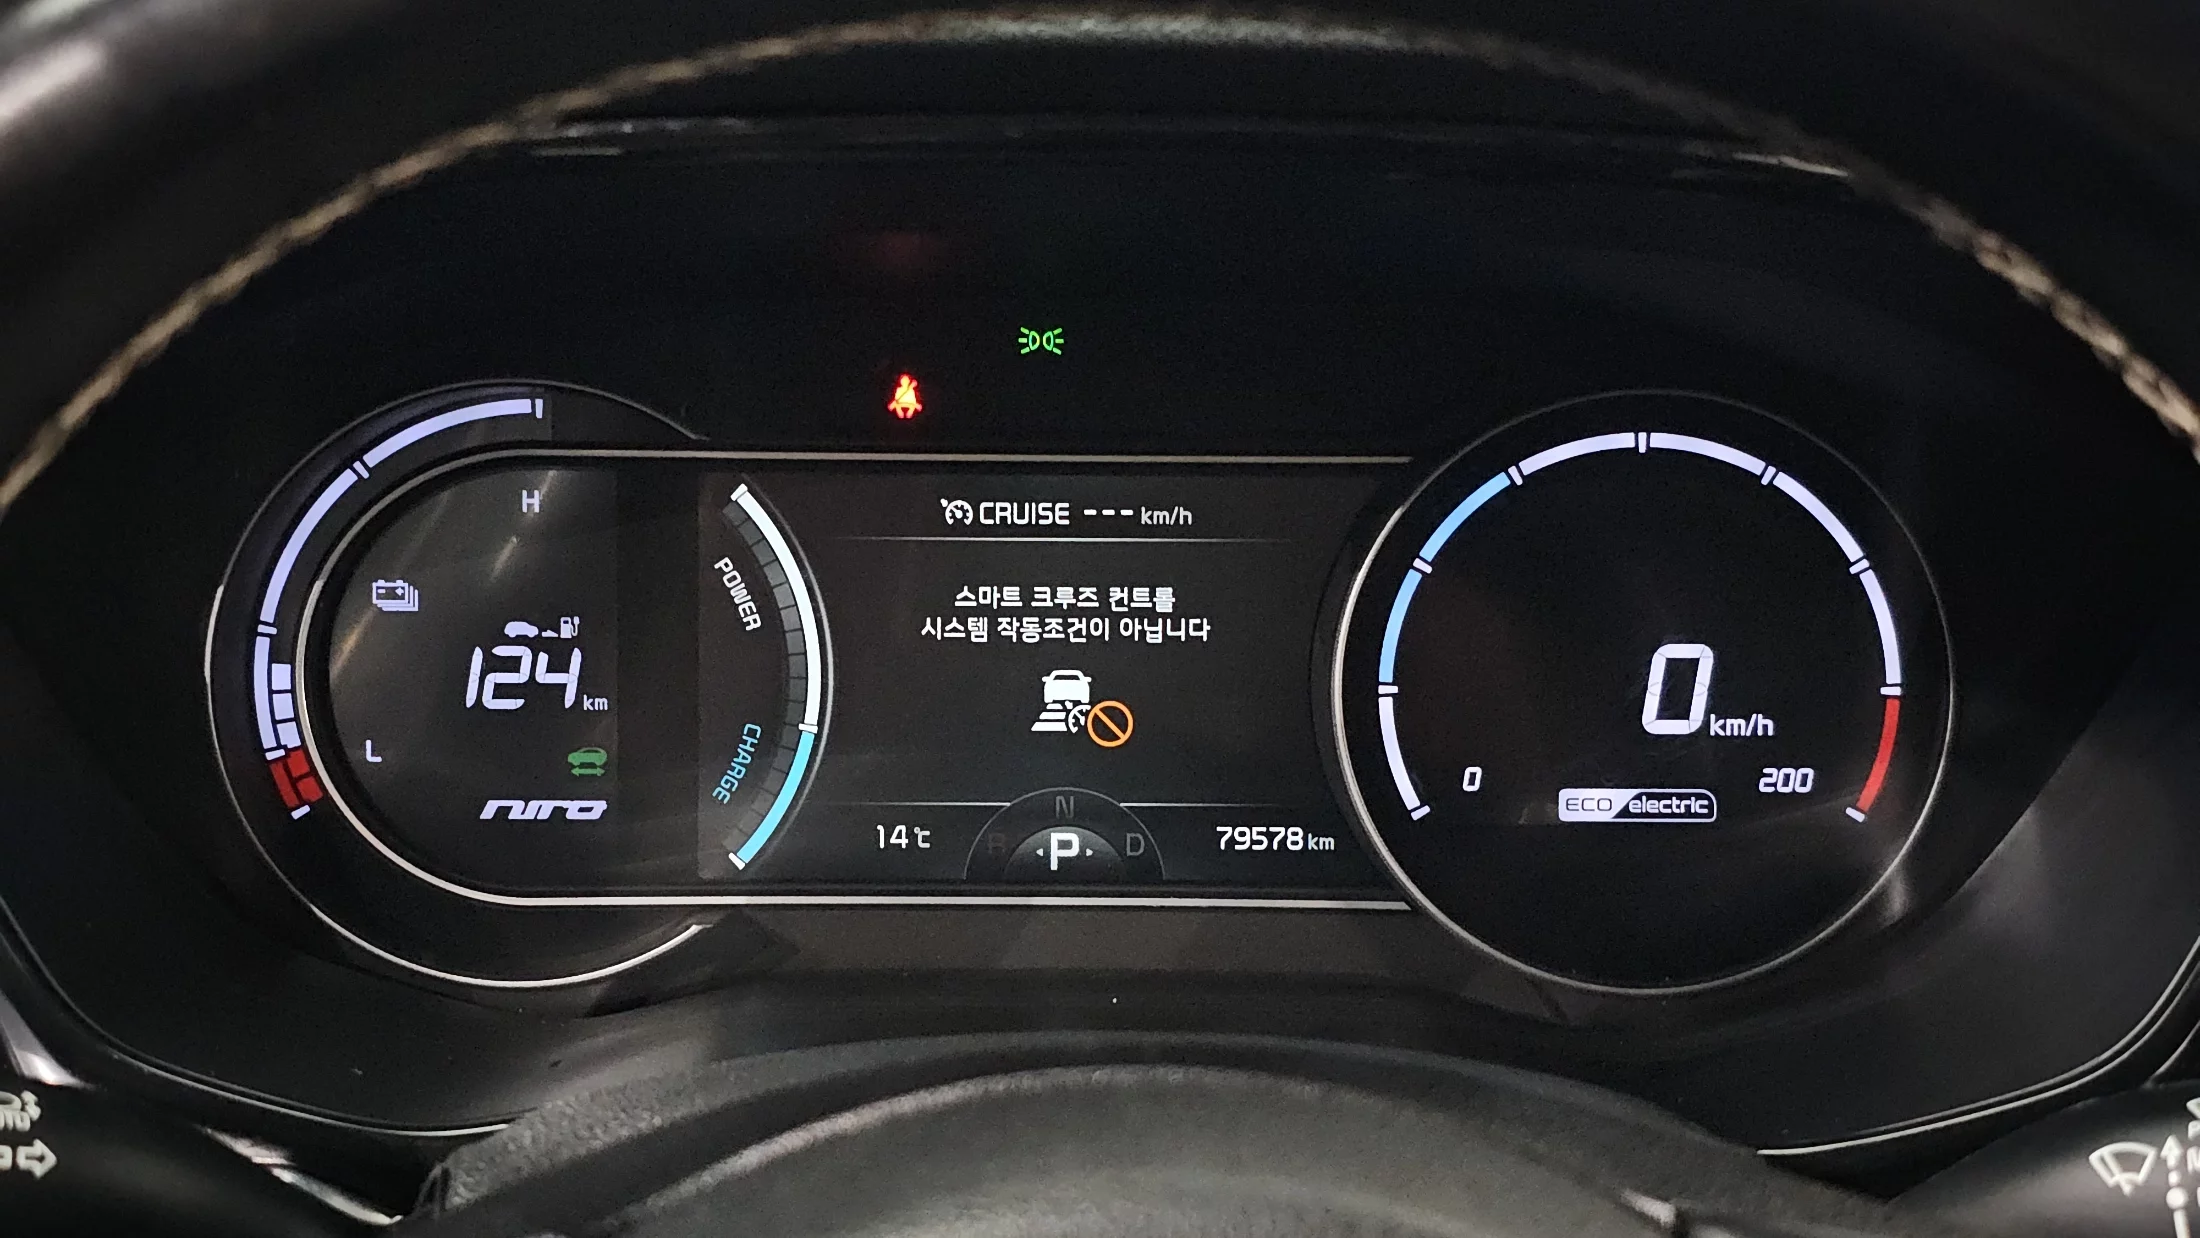 CRUISE --- km/h
스마트 크루즈 컨트롤
시스템 작동조건이 아닙니다
H
L
124 km
niro
POWER
CHARGE
14℃
R N D
P
79578 km
0 km/h
0
200
ECO electric